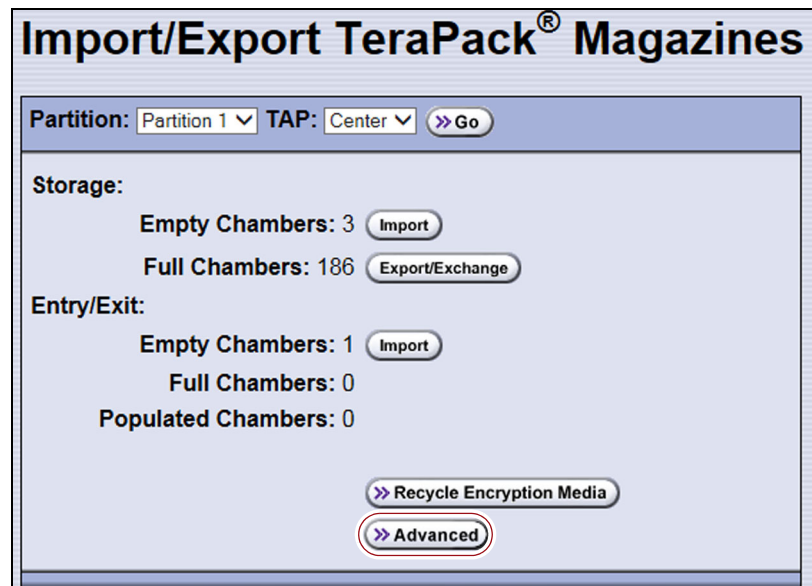 Import/Export TeraPack® Magazines
Partition: Partition 1 TAP: Center Go
Storage:
Empty Chambers: 3 Import
Full Chambers: 186 Export/Exchange
Entry/Exit:
Empty Chambers: 1 Import
Full Chambers: 0
Populated Chambers: 0
Recycle Encryption Media
Advanced